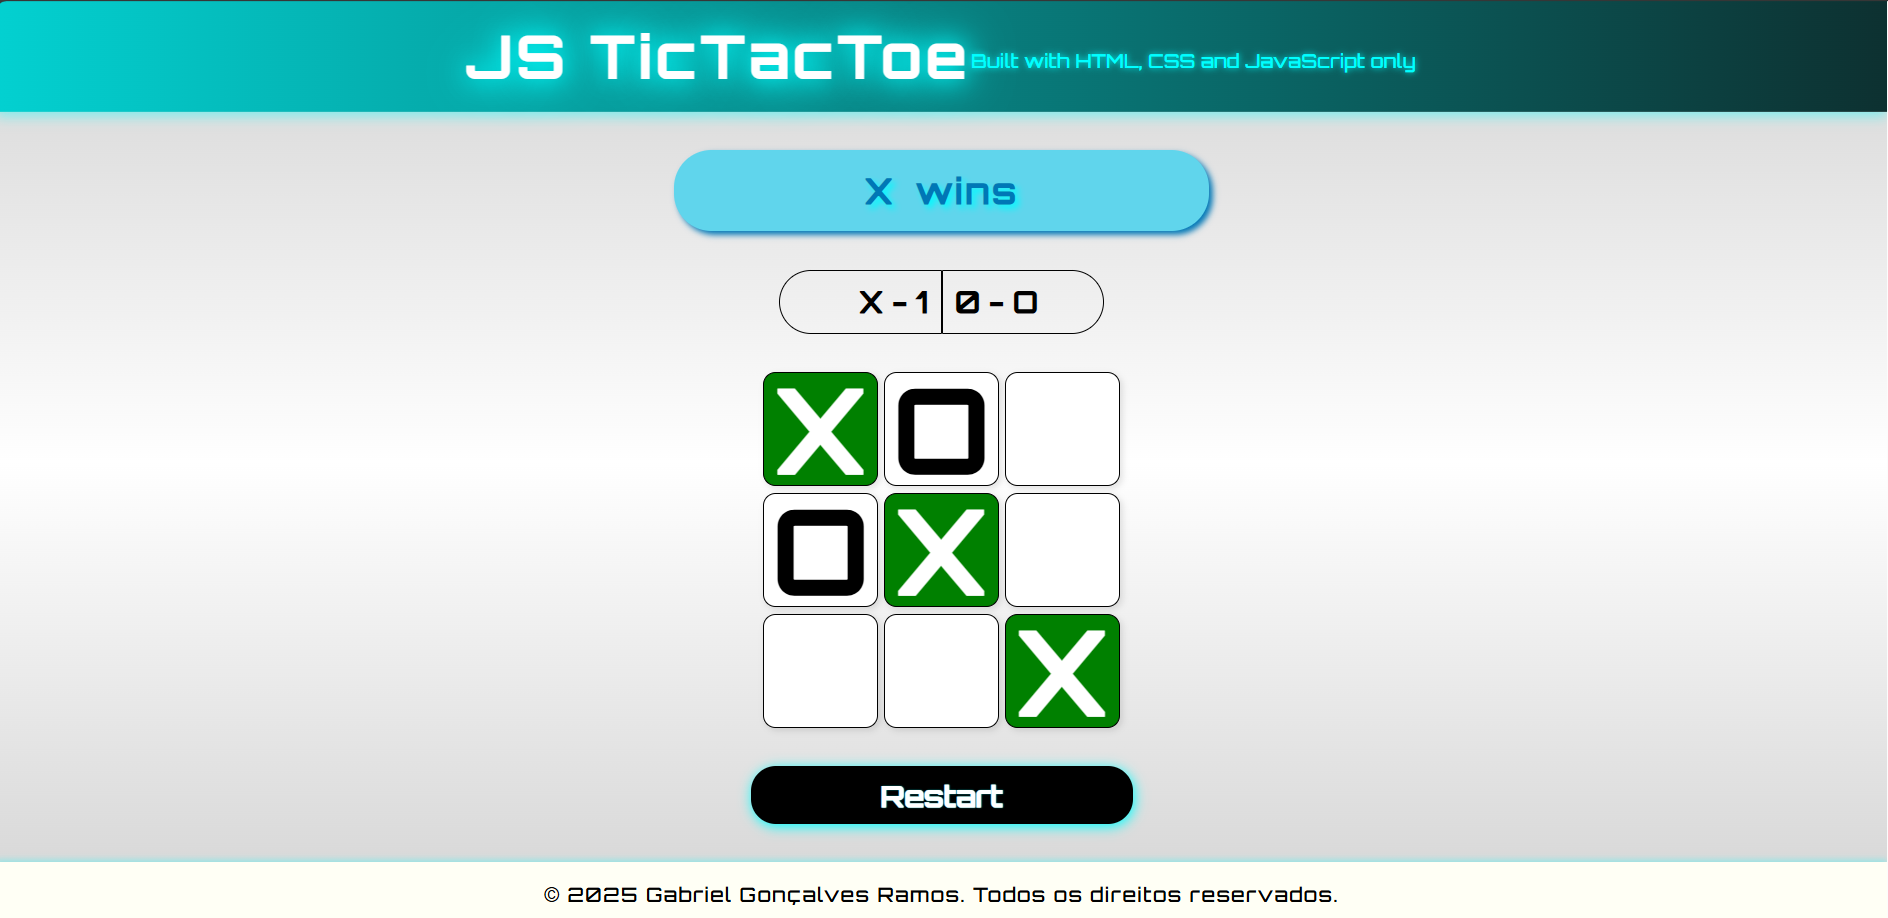 JS TicTacToe Built with HTML, CSS and JavaScript only
X wins
X - 1 0 - O
X O
O X
X
Restart
© 2025 Gabriel Gonçalves Ramos. Todos os direitos reservados.